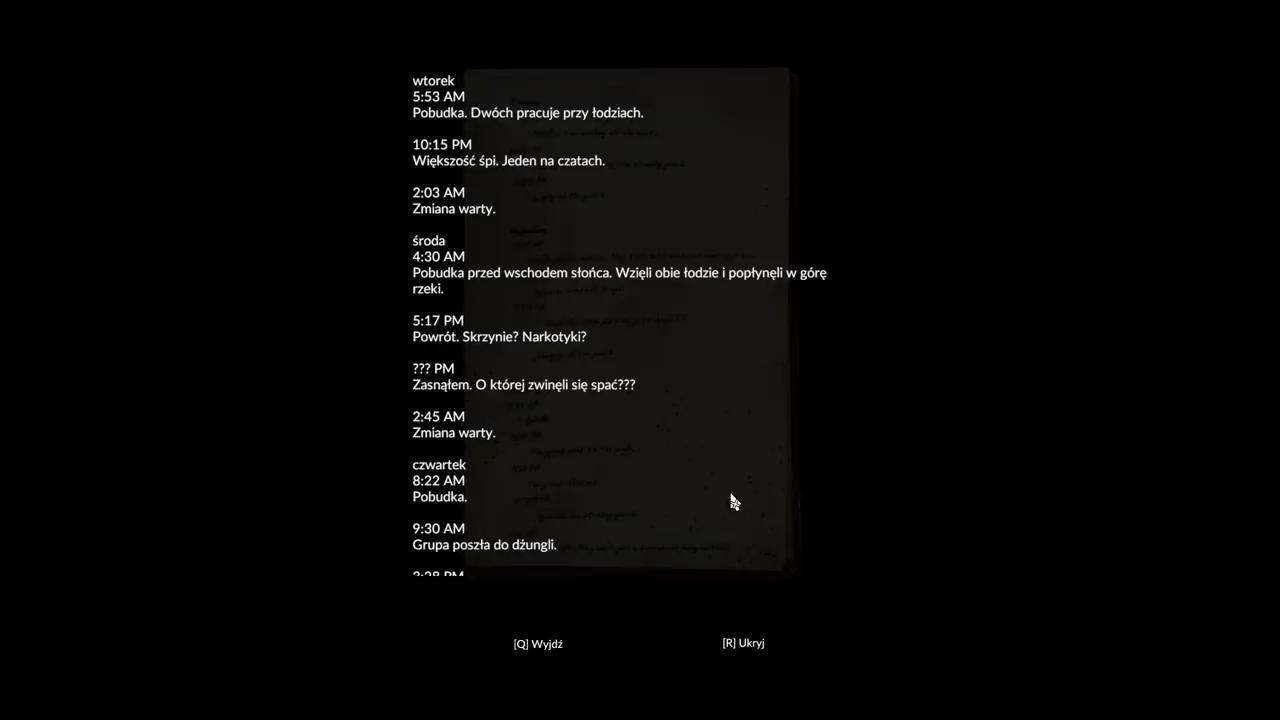 wtorek
5:53 AM
Pobudka. Dwóch pracuje przy łodziach.
10:15 PM
Większość śpi. Jeden na czatach.
2:03 AM
Zmiana warty.
środa
4:30 AM
Pobudka przed wschodem słońca. Wzięli obie łodzie i popłynęli w górę
rzeki.
5:17 PM
Powrót. Skrzynie? Narkotyki?
??? PM
Zasnąłem. O której zwinęli się spać???
2:45 AM
Zmiana warty.
czwartek
8:22 AM
Pobudka.
9:30 AM
Grupa poszła do dżungli.
[Q] Wyjdź
[R] Ukryj